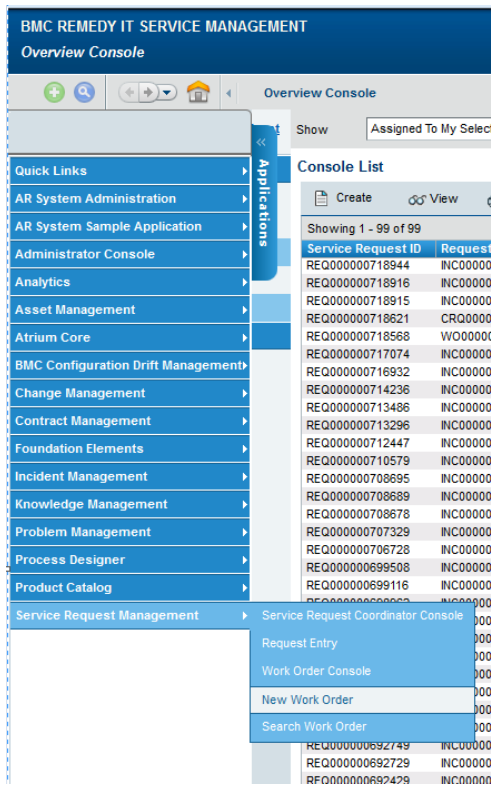 BMC REMEDY IT SERVICE MANAGEMENT
Overview Console
Overview Console
Show Assigned To My Select
Applications
Quick Links
AR System Administration
AR System Sample Application
Administrator Console
Analytics
Asset Management
Atrium Core
BMC Configuration Drift Management
Change Management
Contract Management
Foundation Elements
Incident Management
Knowledge Management
Problem Management
Process Designer
Product Catalog
Service Request Management
Service Request Coordinator Console
Request Entry
Work Order Console
New Work Order
Search Work Order
Console List
Create View
Showing 1 - 99 of 99
Service Request ID Request
REQ000000718944 INC00000
REQ000000718916 INC00000
REQ000000718915 INC00000
REQ000000718621 CRQ0000
REQ000000718568 WO00000
REQ000000717074 INC00000
REQ000000716932 INC00000
REQ000000714236 INC00000
REQ000000713486 INC00000
REQ000000713296 INC00000
REQ000000712447 INC00000
REQ000000710579 INC00000
REQ000000708695 INC00000
REQ000000708689 INC00000
REQ000000708678 INC00000
REQ000000707329 INC00000
REQ000000706728 INC00000
REQ000000699508 INC00000
REQ000000699116 INC00000
REQ000000692749 INC00000
REQ000000692729 INC00000
REQ000000692429 INC00000